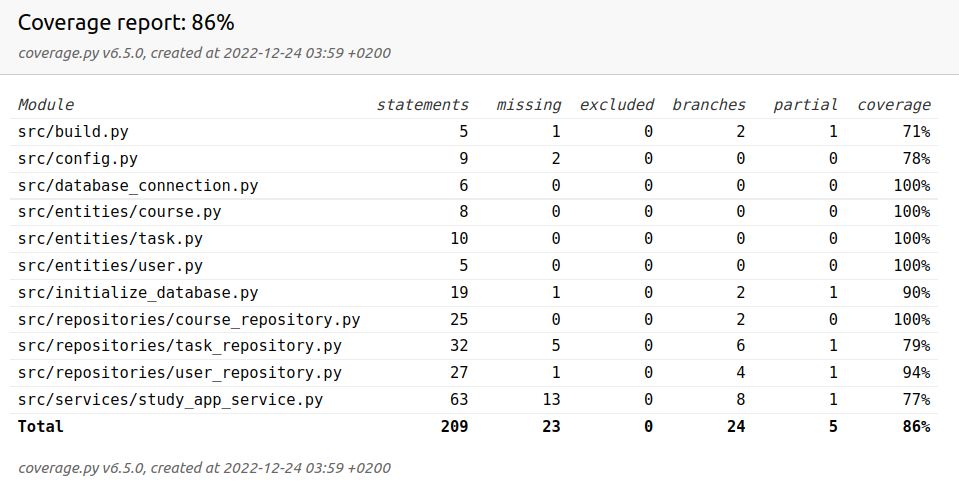 Coverage report: 86%
coverage.py v6.5.0, created at 2022-12-24 03:59 +0200
Module statements missing excluded branches partial coverage
src/build.py 5 1 0 2 1 71%
src/config.py 9 2 0 0 0 78%
src/database_connection.py 6 0 0 0 0 100%
src/entities/course.py 8 0 0 0 0 100%
src/entities/task.py 10 0 0 0 0 100%
src/entities/user.py 5 0 0 0 0 100%
src/initialize_database.py 19 1 0 2 1 90%
src/repositories/course_repository.py 25 0 0 2 0 100%
src/repositories/task_repository.py 32 5 0 6 1 79%
src/repositories/user_repository.py 27 1 0 4 1 94%
src/services/study_app_service.py 63 13 0 8 1 77%
Total 209 23 0 24 5 86%
coverage.py v6.5.0, created at 2022-12-24 03:59 +0200